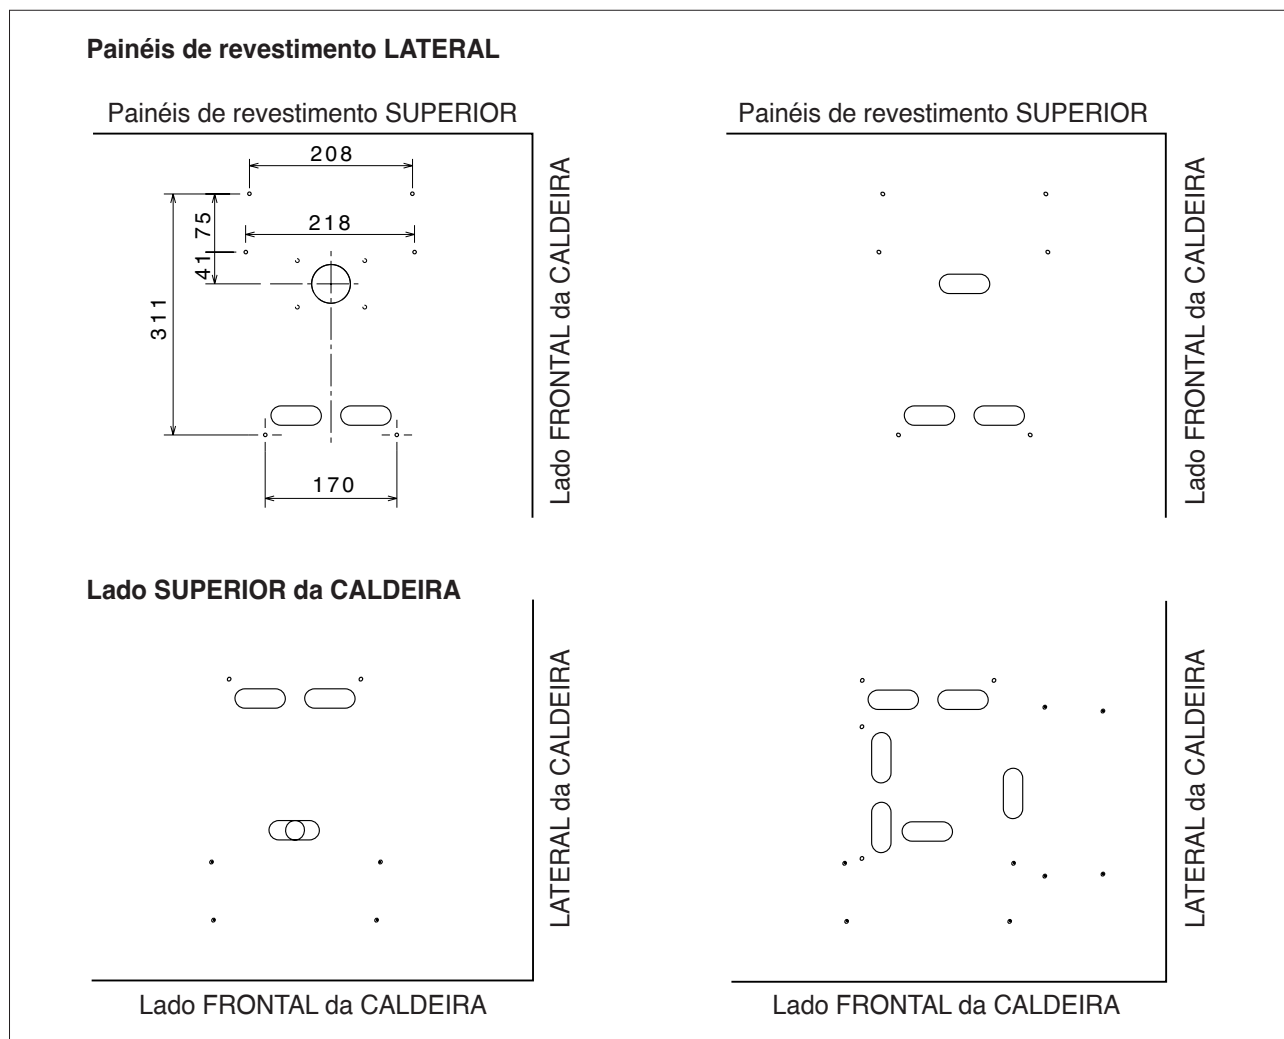 Painéis de revestimento LATERAL
Painéis de revestimento SUPERIOR
208
75
218
41
311
170
Lado FRONTAL da CALDEIRA
Painéis de revestimento SUPERIOR
Lado FRONTAL da CALDEIRA
Lado SUPERIOR da CALDEIRA
LATERAL da CALDEIRA
Lado FRONTAL da CALDEIRA
LATERAL da CALDEIRA
Lado FRONTAL da CALDEIRA